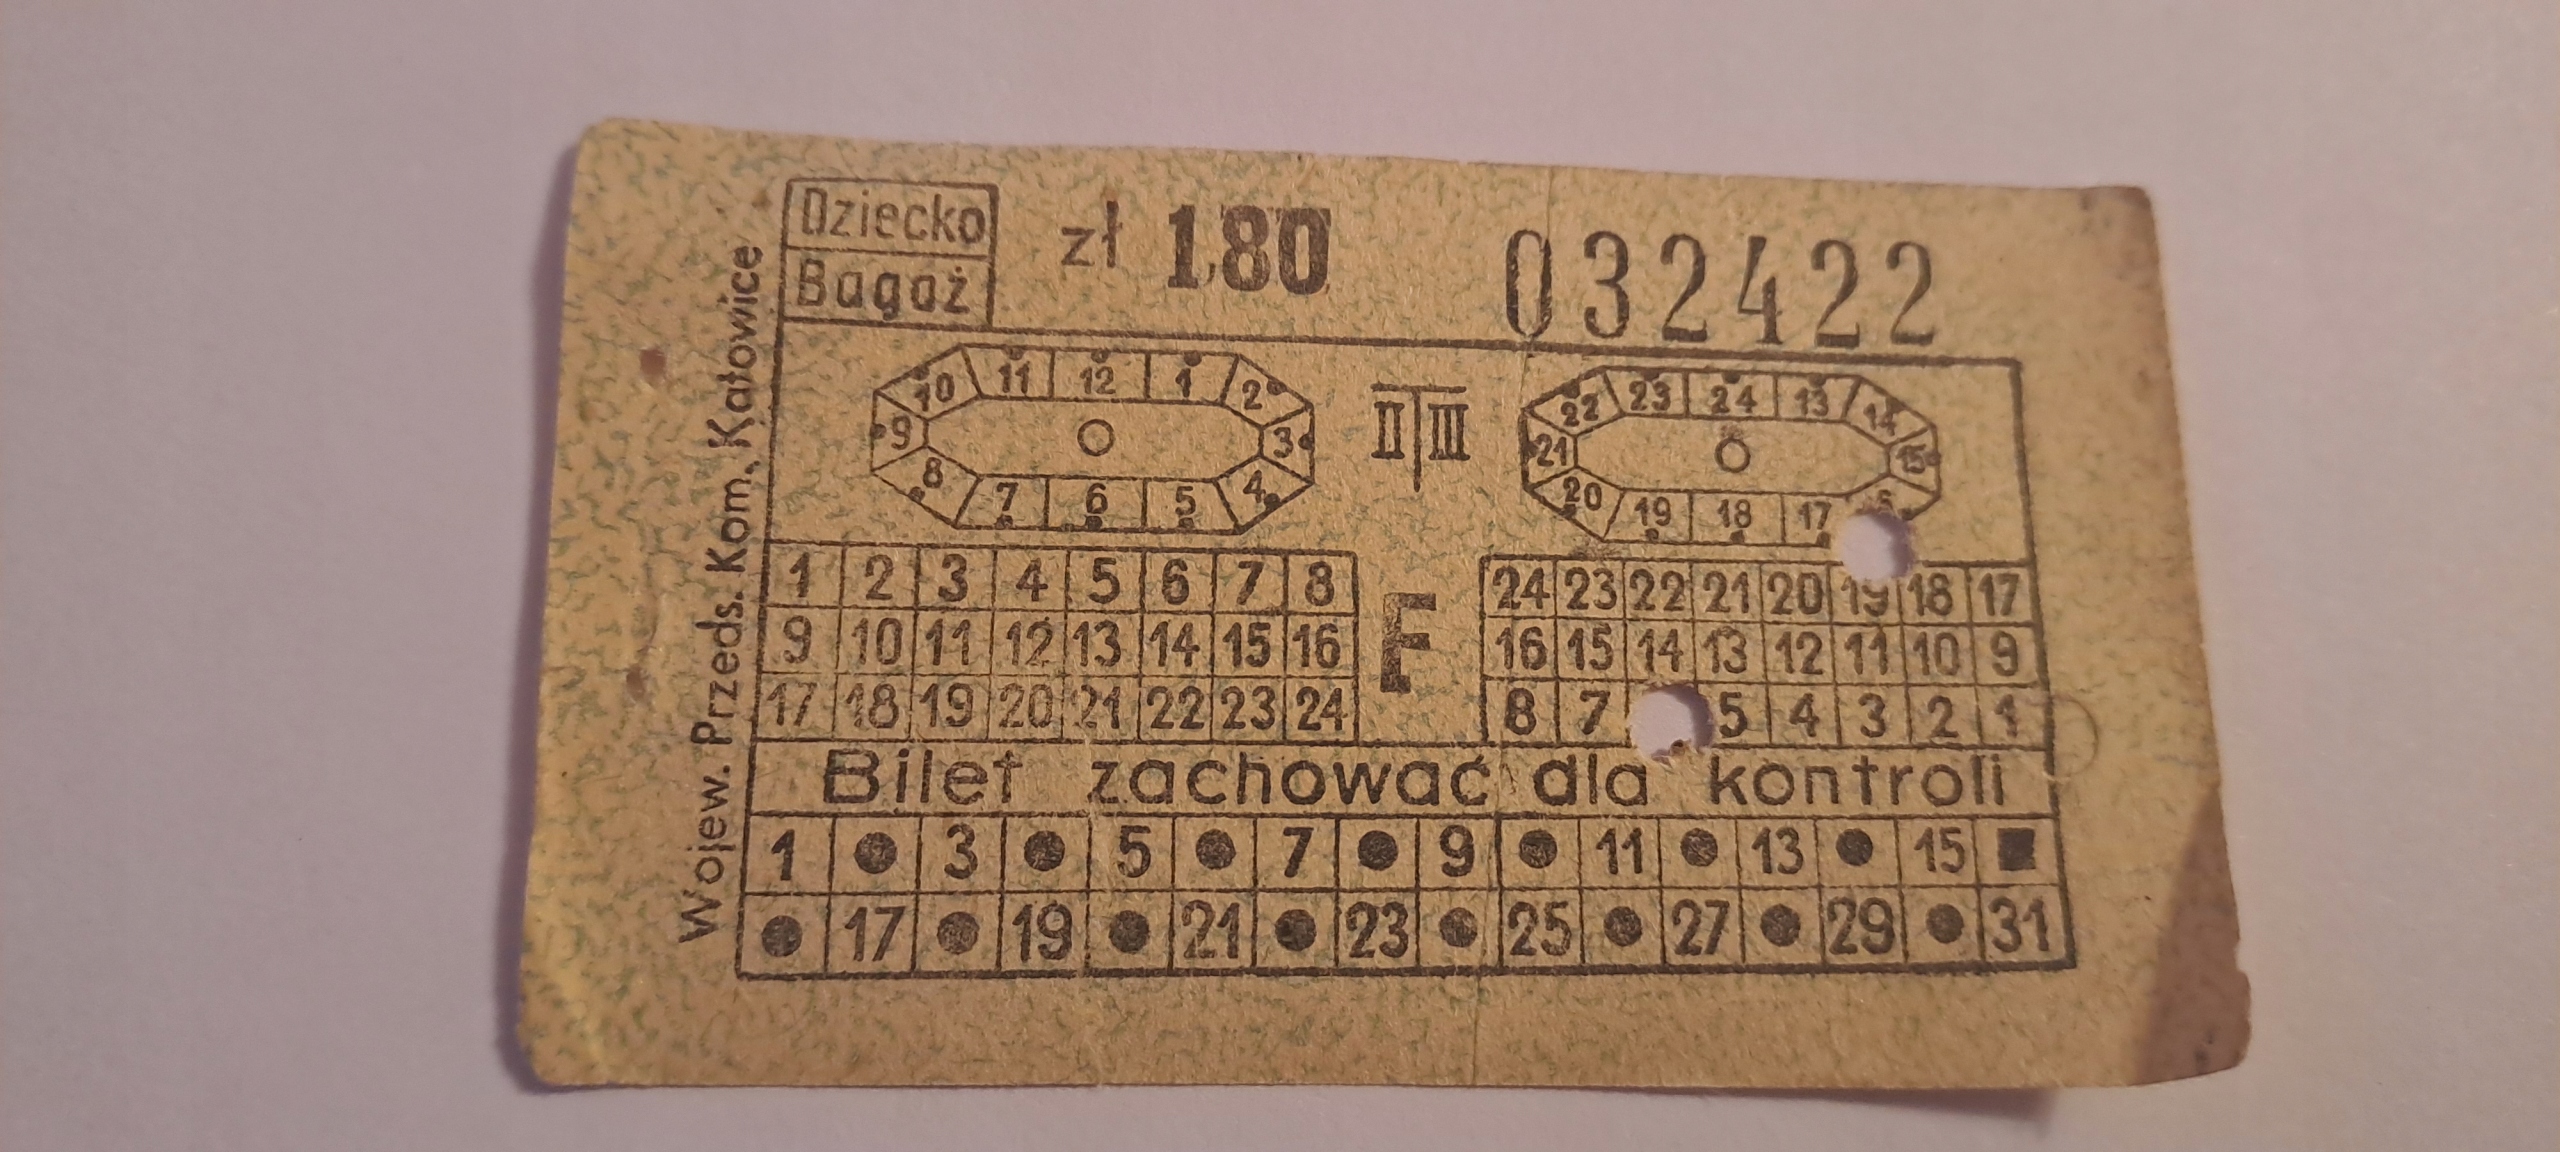 Wojew. Przeds. Kom. Katowice
Dziecko
Bagaż
zł 1,80
032422
10 11 12 1 2
9 3
8 7 6 5 4
II III
22 23 24 13 14
21 15
20 19 18 17
1 2 3 4 5 6 7 8
9 10 11 12 13 14 15 16
17 18 19 20 21 22 23 24
F
24 23 22 21 20 19 18 17
16 15 14 13 12 11 10 9
8 7 5 4 3 2 1
Bilet zachować dla kontroli
1 ● 3 ● 5 ● 7 ● 9 ● 11 ● 13 ● 15 ■
● 17 ● 19 ● 21 ● 23 ● 25 ● 27 ● 29 ● 31